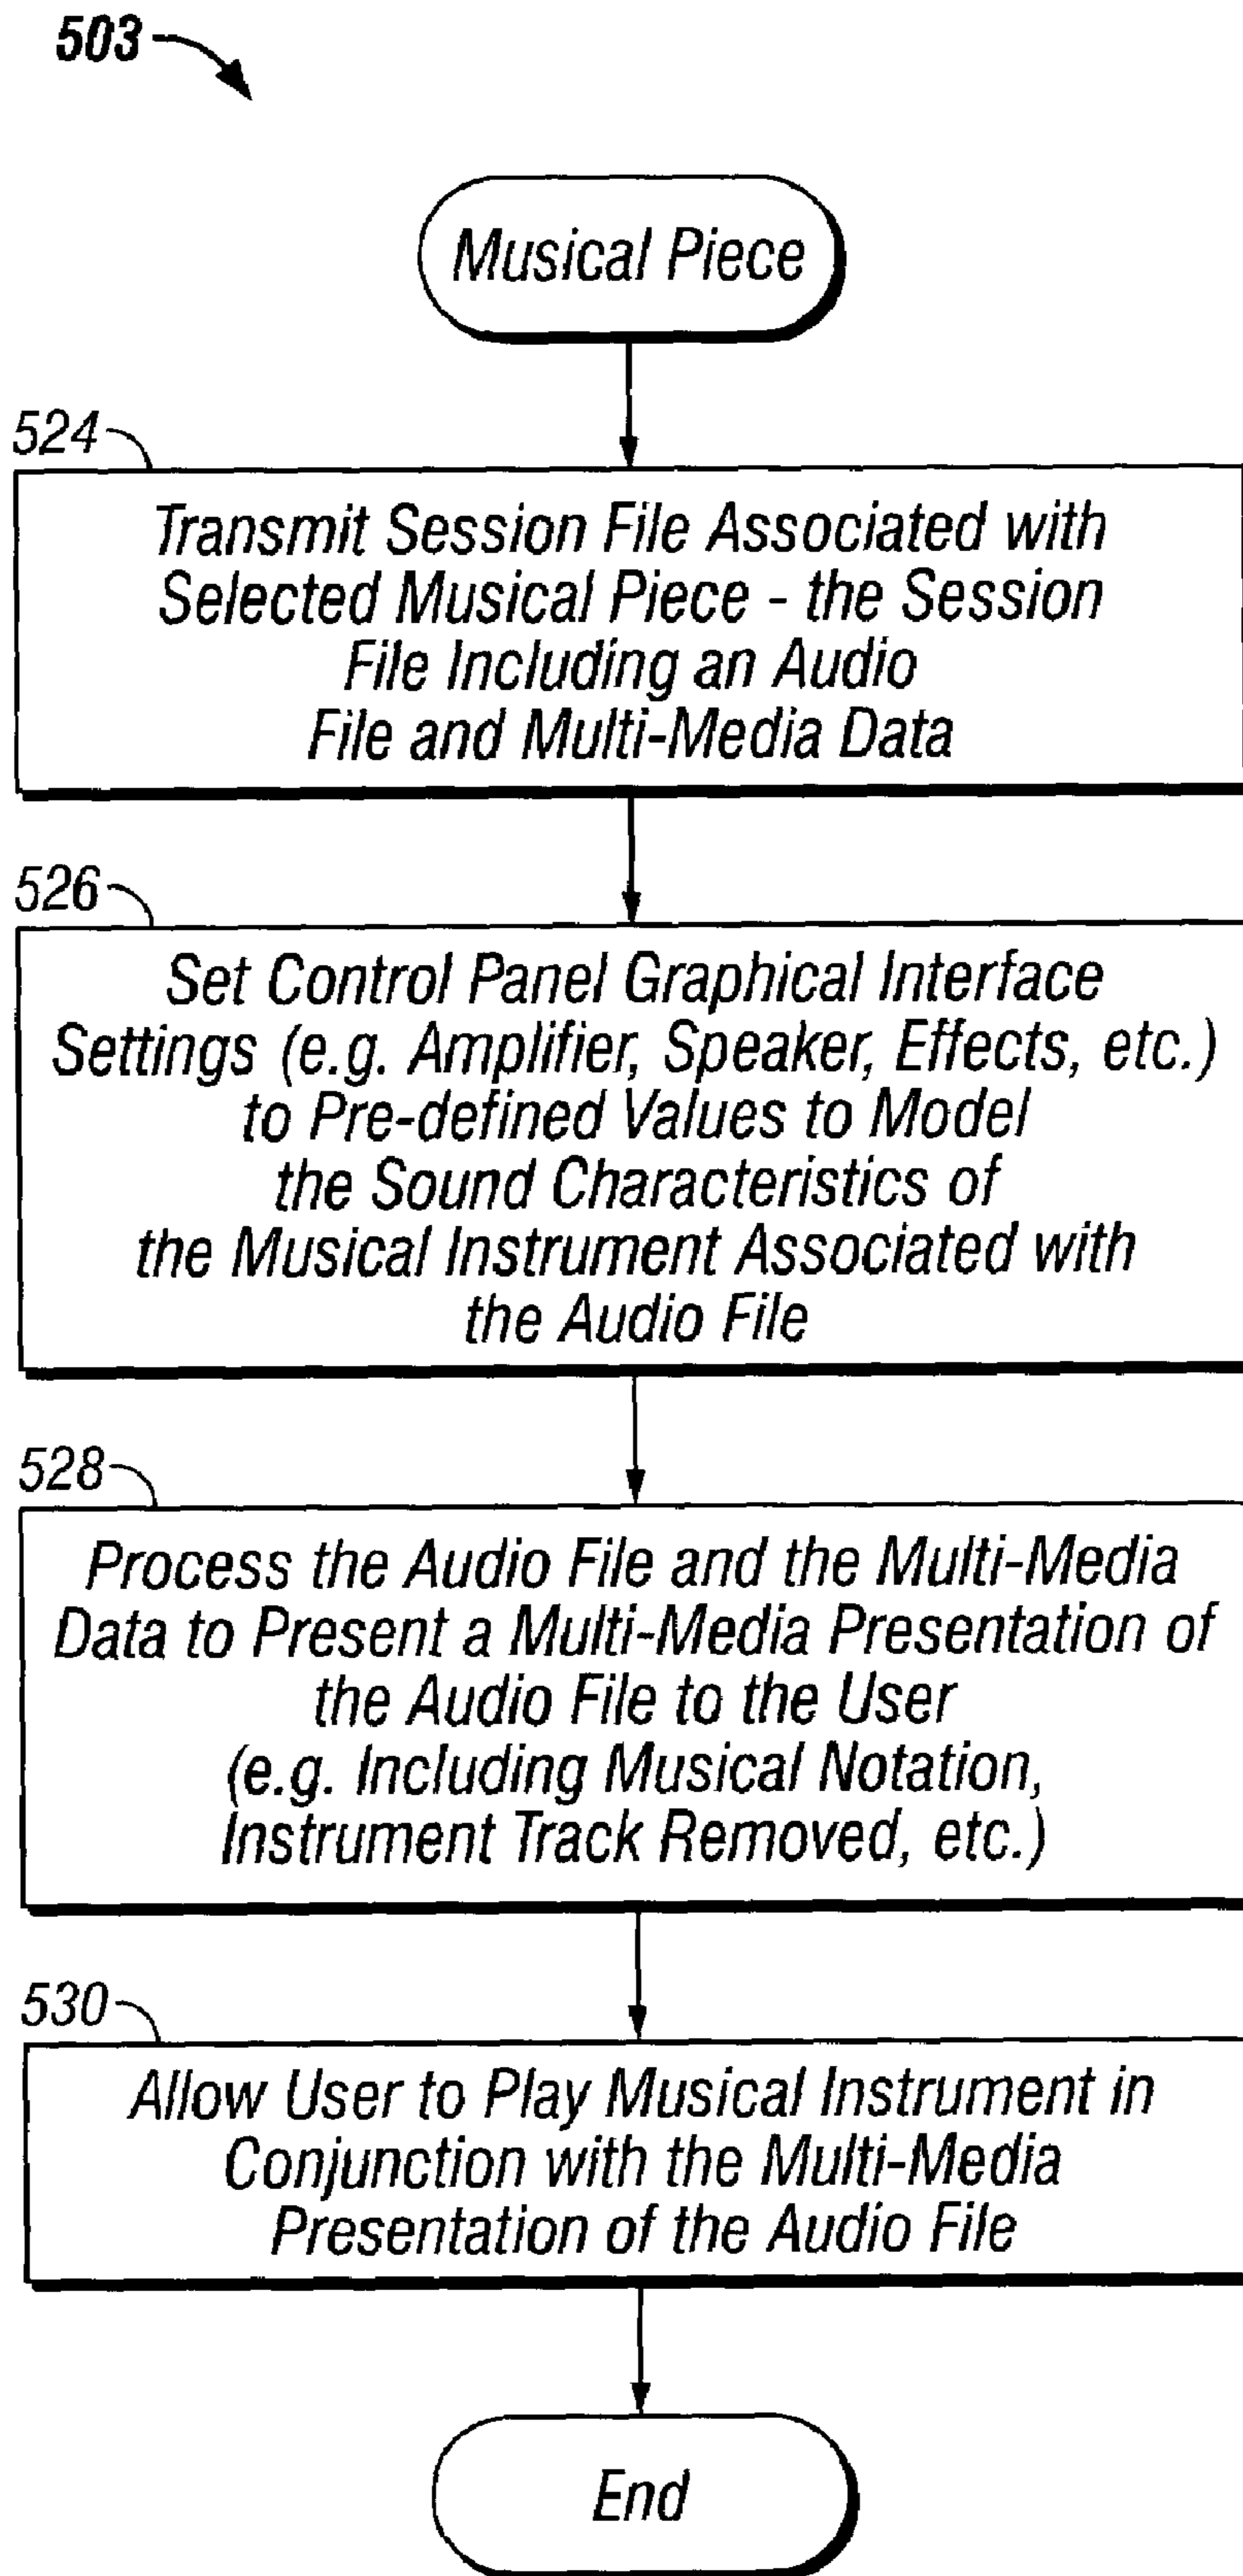 503
Musical Piece
524
Transmit Session File Associated with
Selected Musical Piece - the Session
File Including an Audio
File and Multi-Media Data
526
Set Control Panel Graphical Interface
Settings (e.g. Amplifier, Speaker, Effects, etc.)
to Pre-defined Values to Model
the Sound Characteristics of
the Musical Instrument Associated with
the Audio File
528
Process the Audio File and the Multi-Media
Data to Present a Multi-Media Presentation of
the Audio File to the User
(e.g. Including Musical Notation,
Instrument Track Removed, etc.)
530
Allow User to Play Musical Instrument in
Conjunction with the Multi-Media
Presentation of the Audio File
End